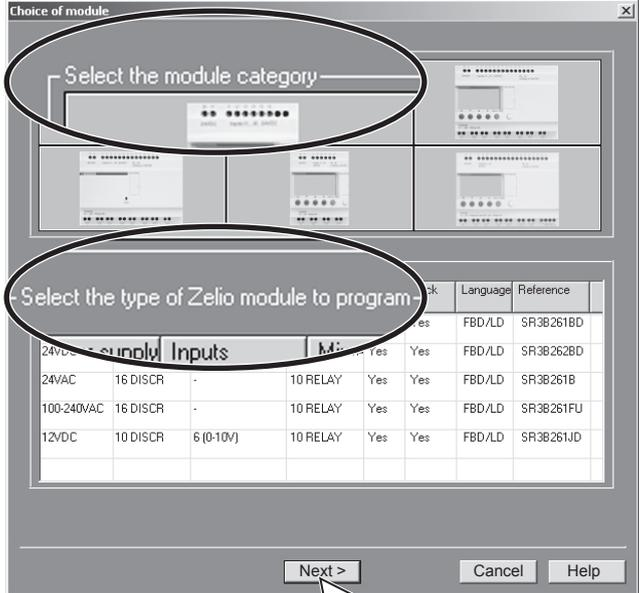 Choice of module
Select the module category
Select the type of Zelio module to program
supply Inputs
Language Reference
Yes FBD/LD SR3B261BD
Yes Yes FBD/LD SR3B262BD
24VAC 16 DISCR - 10 RELAY Yes Yes FBD/LD SR3B261B
100-240VAC 16 DISCR - 10 RELAY Yes Yes FBD/LD SR3B261FU
12VDC 10 DISCR 6 (0-10V) 10 RELAY Yes Yes FBD/LD SR3B261JD
Next >
Cancel
Help